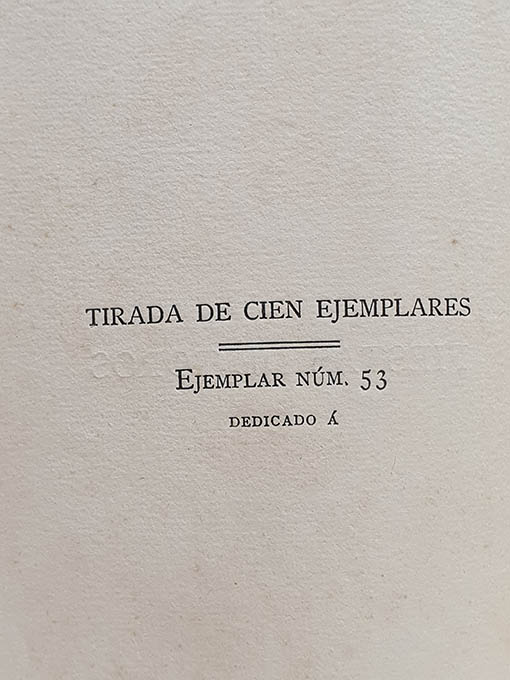 TIRADA DE CIEN EJEMPLARES
EJEMPLAR NÚM. 53
DEDICADO Á